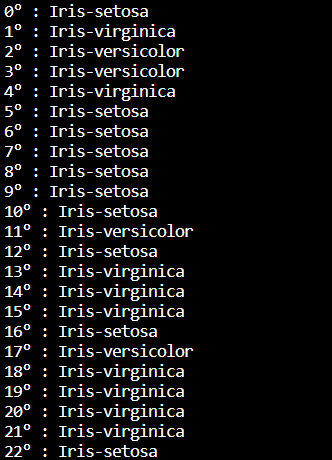 0º : Iris-setosa
1º : Iris-virginica
2º : Iris-versicolor
3º : Iris-versicolor
4º : Iris-virginica
5º : Iris-setosa
6º : Iris-setosa
7º : Iris-setosa
8º : Iris-setosa
9º : Iris-setosa
10º : Iris-setosa
11º : Iris-versicolor
12º : Iris-setosa
13º : Iris-virginica
14º : Iris-virginica
15º : Iris-virginica
16º : Iris-setosa
17º : Iris-versicolor
18º : Iris-virginica
19º : Iris-virginica
20º : Iris-virginica
21º : Iris-virginica
22º : Iris-setosa